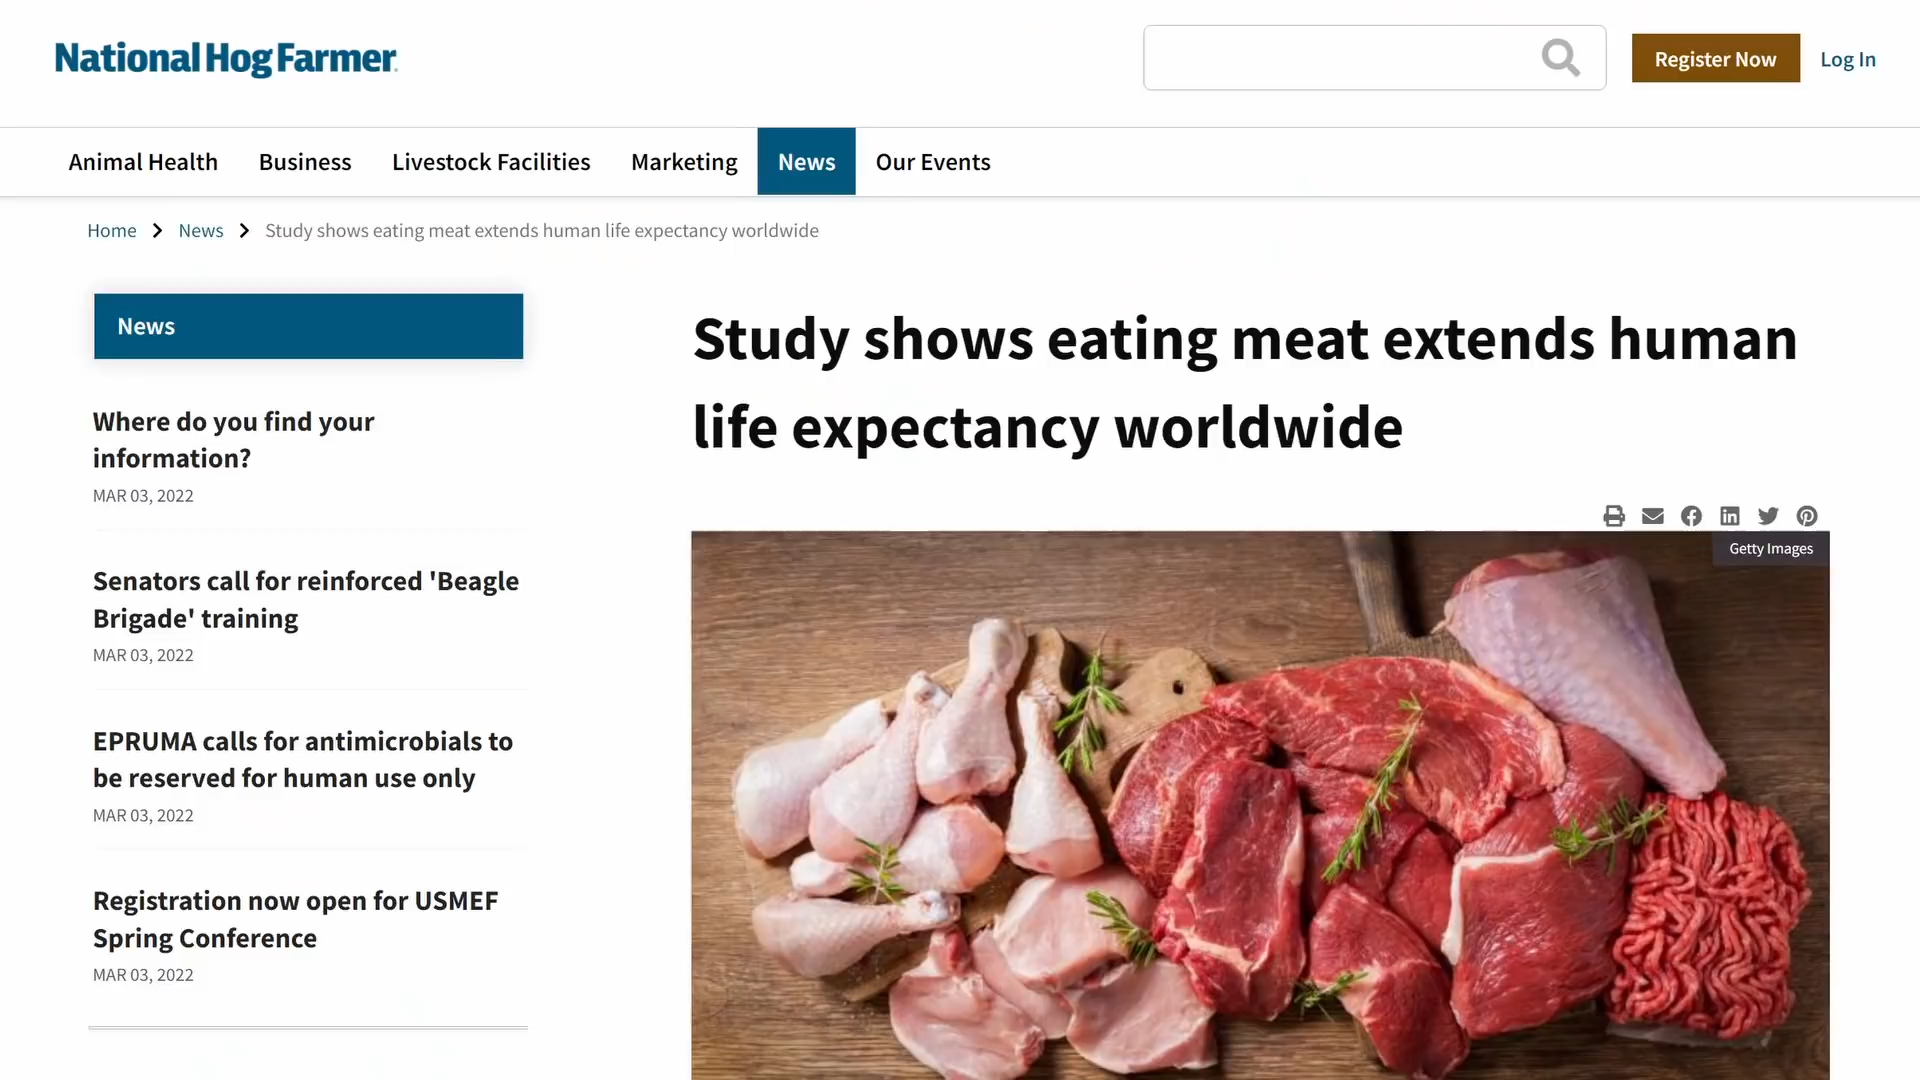 National Hog Farmer.
Register Now
Log In
Animal Health
Business
Livestock Facilities
Marketing
News
Our Events
Home
News
Study shows eating meat extends human life expectancy worldwide
News
Where do you find your
information?
MAR 03, 2022
Senators call for reinforced 'Beagle
Brigade' training
MAR 03, 2022
EPRUMA calls for antimicrobials to
be reserved for human use only
MAR 03, 2022
Registration now open for USMEF
Spring Conference
MAR 03, 2022
Study shows eating meat extends human
life expectancy worldwide
Getty Images